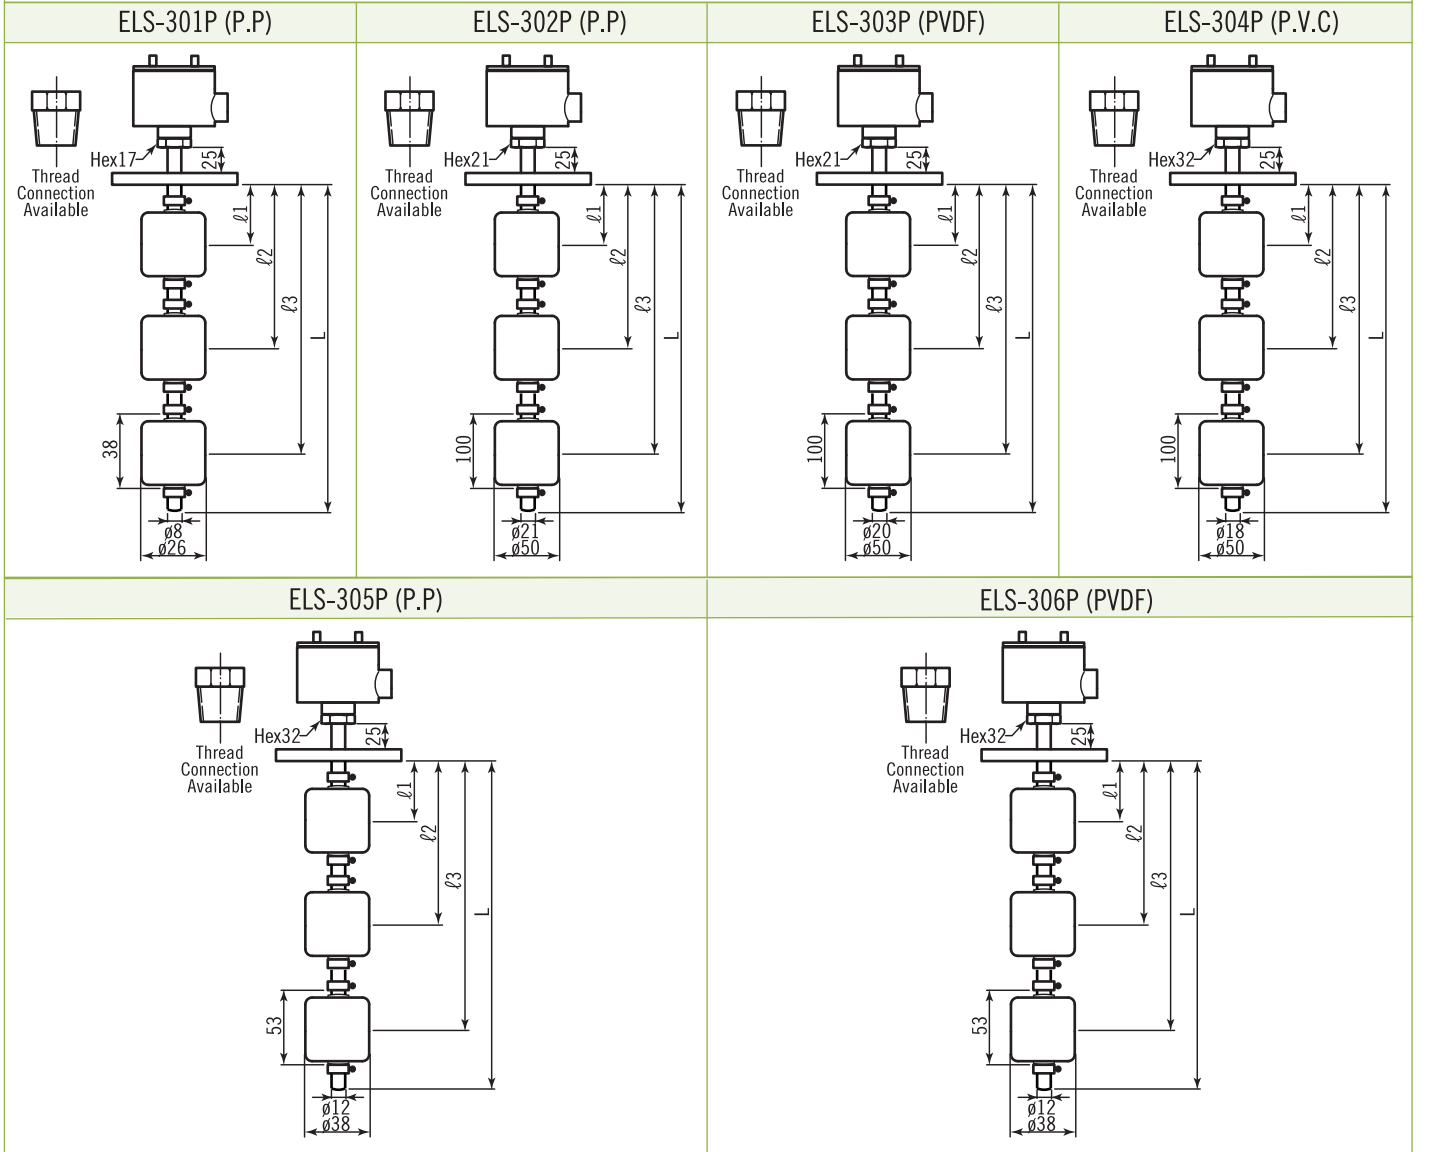 ELS-301P (P.P)
ELS-302P (P.P)
ELS-303P (PVDF)
ELS-304P (P.V.C)
Thread
Connection
Available
Hex17
25
ℓ1
ℓ2
ℓ3
L
38
ø8
ø26
Thread
Connection
Available
Hex21
25
ℓ1
ℓ2
ℓ3
L
100
ø21
ø50
Thread
Connection
Available
Hex21
25
ℓ1
ℓ2
ℓ3
L
100
ø20
ø50
Thread
Connection
Available
Hex32
25
ℓ1
ℓ2
ℓ3
L
100
ø18
ø50
ELS-305P (P.P)
ELS-306P (PVDF)
Thread
Connection
Available
Hex32
25
ℓ1
ℓ2
ℓ3
L
53
ø12
ø38
Thread
Connection
Available
Hex32
25
ℓ1
ℓ2
ℓ3
L
53
ø12
ø38